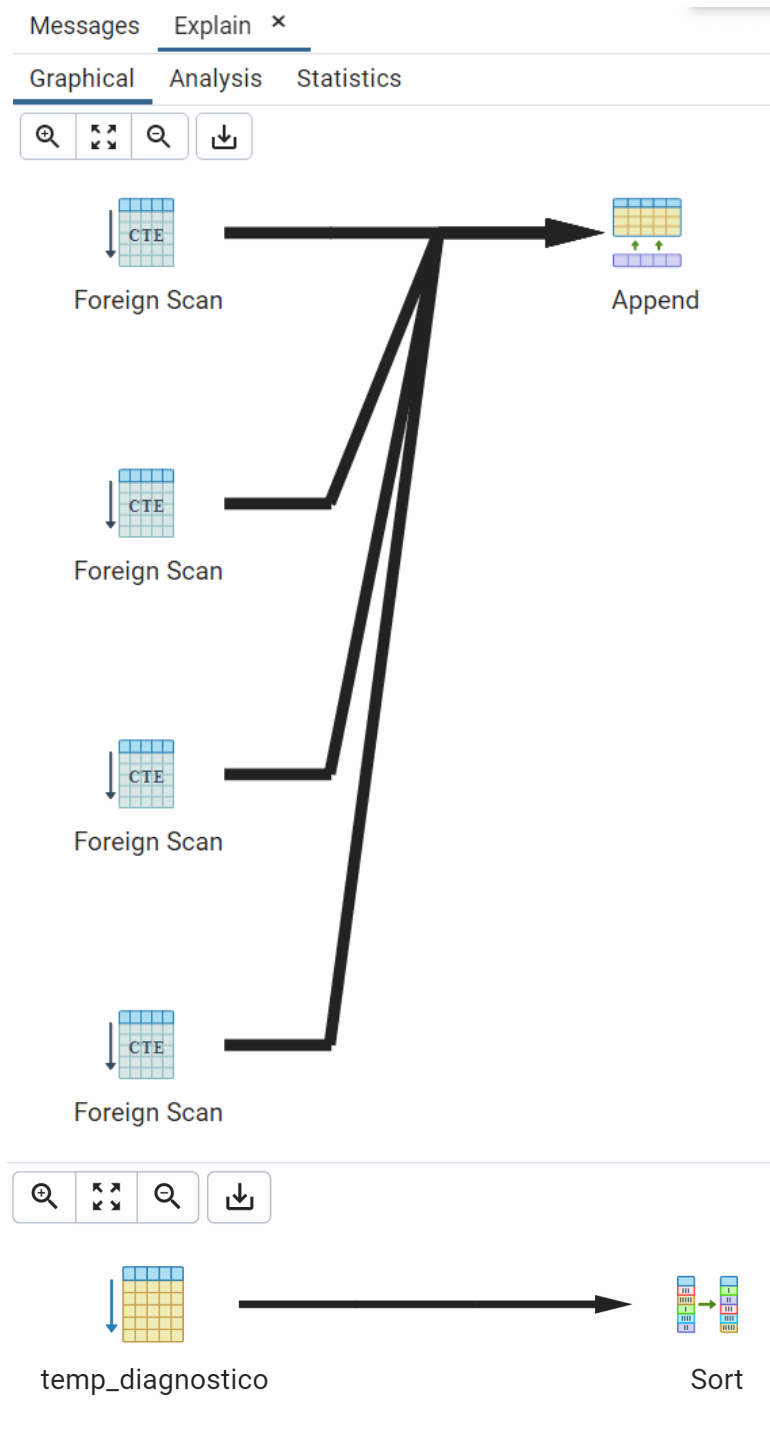 Messages Explain ×
Graphical Analysis Statistics
CTE
Foreign Scan
Append
CTE
Foreign Scan
CTE
Foreign Scan
CTE
Foreign Scan
temp_diagnostico
Sort